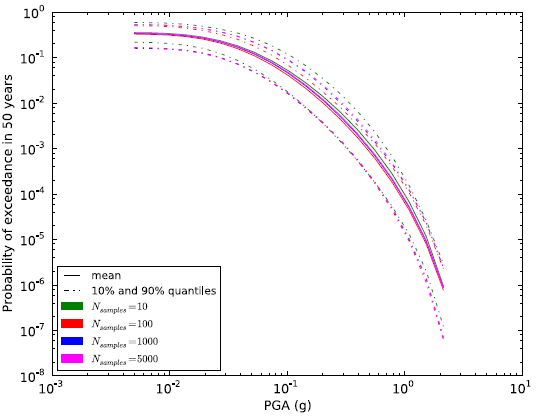 10^0
10^-1
10^-2
10^-3
10^-4
10^-5
10^-6
10^-7
10^-8
Probability of exceedance in 50 years
mean
10% and 90% quantiles
N_samples=10
N_samples=100
N_samples=1000
N_samples=5000
10^-3 10^-2 10^-1 10^0 10^1
PGA (g)